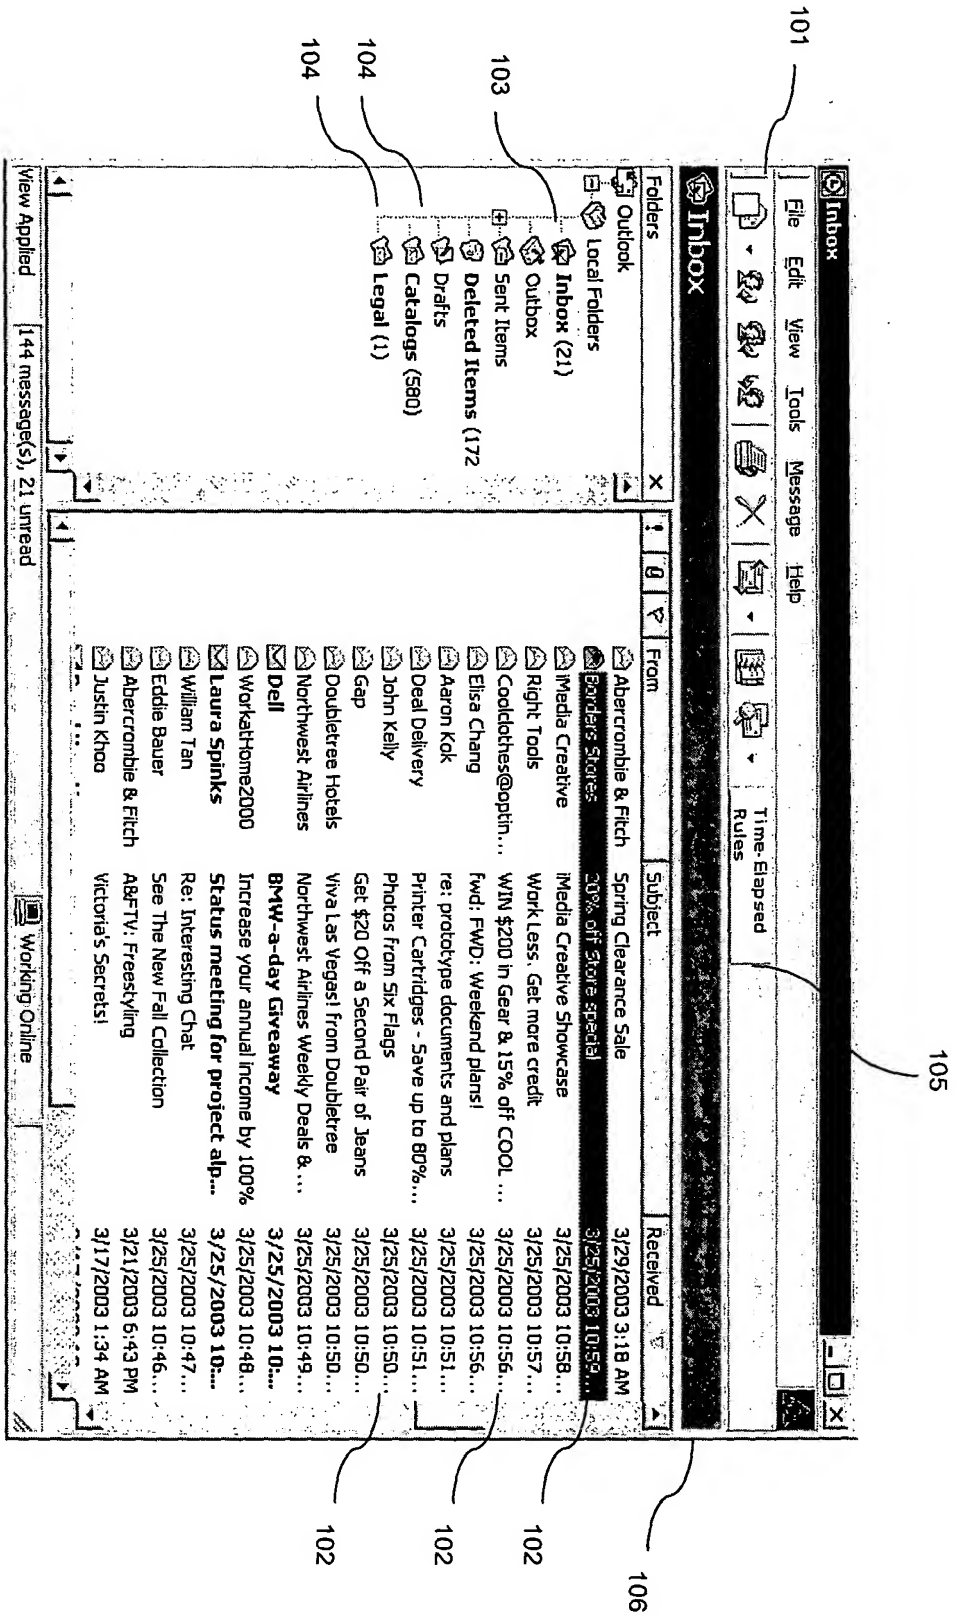 Inbox
File Edit View Tools Message Help
Time-Elapsed
Rules
Inbox
Folders
Outlook
Local Folders
Inbox (21)
Outbox
Sent Items
Deleted Items (172
Drafts
Catalogs (580)
Legal (1)
! From Subject Received
Abercrombie & Fitch Spring Clearance Sale 3/29/2003 3:18 AM
Borders Stores 20% off Store special 3/25/2003 10:59...
iMedia Creative iMedia Creative Showcase 3/25/2003 10:58...
Right Tools Work Less. Get more credit 3/25/2003 10:57...
Coolclothes@optin... WIN $200 in Gear & 15% off COOL ... 3/25/2003 10:56...
Elisa Chang Fwd: FWD: Weekend plans! 3/25/2003 10:56...
Aaron Kok re: prototype documents and plans 3/25/2003 10:51...
Deal Delivery Printer Cartridges - Save up to 80%... 3/25/2003 10:51...
John Kelly Photos from Six Flags 3/25/2003 10:50...
Gap Get $20 Off a Second Pair of Jeans 3/25/2003 10:50...
Doubletree Hotels Viva Las Vegas! from Doubletree 3/25/2003 10:50...
Northwest Airlines Northwest Airlines Weekly Deals & ... 3/25/2003 10:49...
Dell BMW-a-day Giveaway 3/25/2003 10:...
WorkatHome2000 Increase your annual income by 100% 3/25/2003 10:48...
Laura Spinks Status meeting for project alp... 3/25/2003 10:...
William Tan Re: Interesting Chat 3/25/2003 10:47...
Eddie Bauer See The New Fall Collection 3/25/2003 10:46...
Abercrombie & Fitch A&FTV: Freestyling 3/21/2003 6:43 PM
Justin Khoo Victoria's Secrets! 3/17/2003 1:34 AM
View Applied 144 message(s), 21 unread Working Online
101
103
104
104
105
106
102
102
102